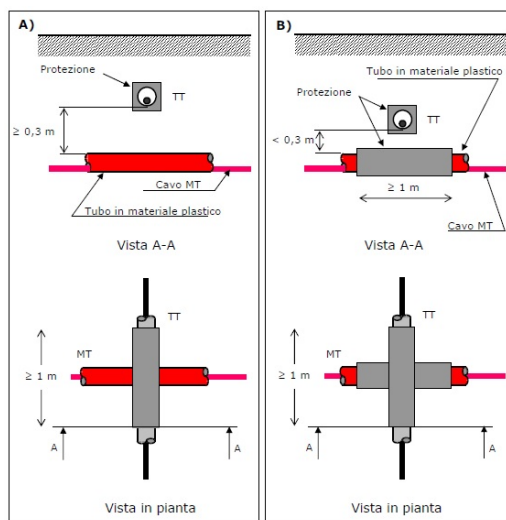 A)
Protezione
TT
≥ 0,3 m
Cavo MT
Tubo in materiale plastico
Vista A-A
TT
MT
≥ 1 m
A
A
Vista in pianta
B)
Tubo in materiale plastico
Protezione
TT
< 0,3 m
≥ 1 m
Cavo MT
Vista A-A
TT
MT
≥ 1 m
A
A
Vista in pianta